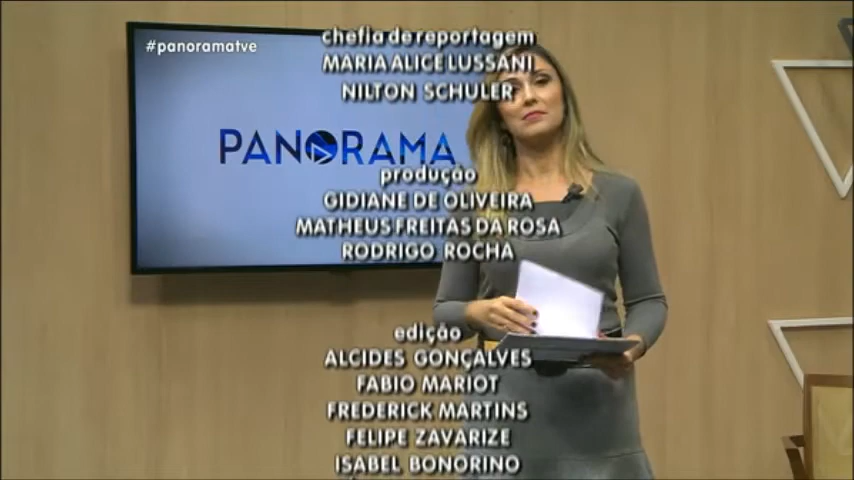 #panoramatve
PANORAMA
chefia de reportagem
MARIA ALICE LUSSANI
NILTON SCHULER
produção
GIDIANE DE OLIVEIRA
MATHEUS FREITAS DA ROSA
RODRIGO ROCHA
edição
ALCIDES GONÇALVES
FABIO MARIOT
FREDERICK MARTINS
FELIPE ZAVARIZE
ISABEL BONORINO